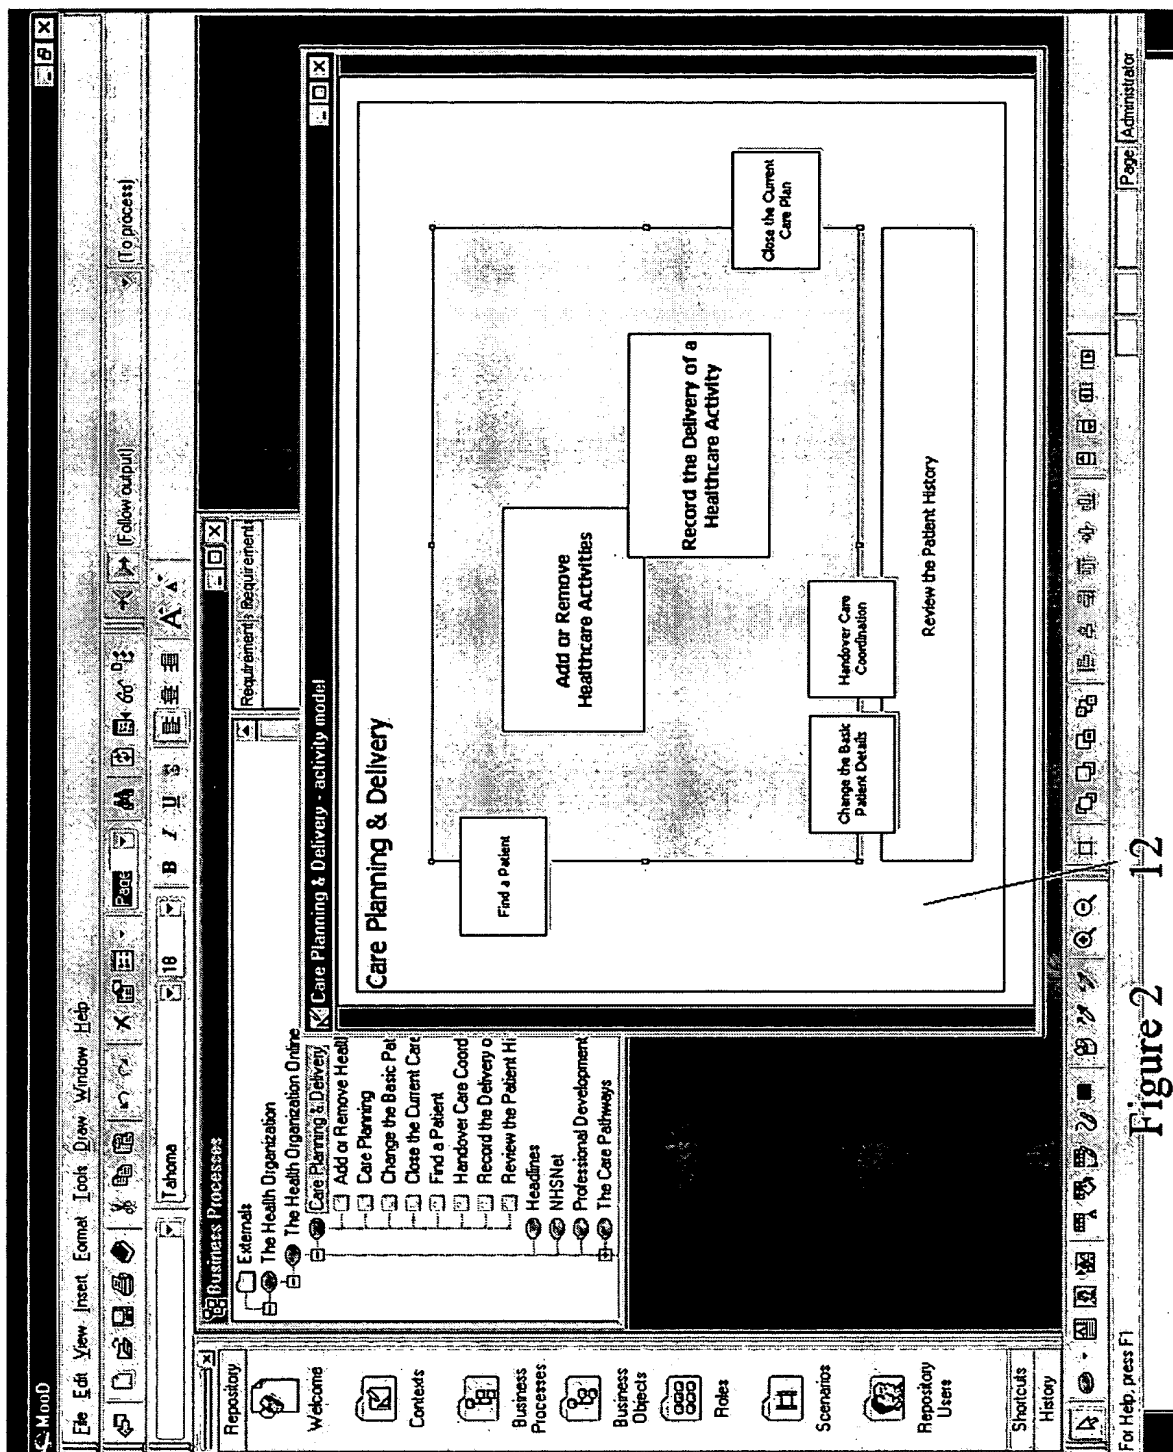 MooD
File Edit View Insert Format Tools Draw Window Help
Page
(Follow output)
(To process)
Tahoma
18
B I U S
A A
Repository
Welcome
Contexts
Business
Processes
Business
Objects
Roles
Scenarios
Repository
Users
Shortcuts
History
Business Processes
Externals
The Health Organization
The Health Organization Online
Care Planning & Delivery
Add or Remove Healt
Care Planning
Change the Basic Pat
Close the Current Care
Find a Patient
Handover Care Coord
Record the Delivery o
Review the Patient Hi
Headlines
NHSNet
Professional Development
The Care Pathways
Requirements Requirement
Care Planning & Delivery - activity model
Care Planning & Delivery
Find a Patient
Add or Remove
Healthcare Activities
Record the Delivery of a
Healthcare Activity
Close the Current
Care Plan
Change the Basic
Patient Details
Handover Care
Coordination
Review the Patient History
For Help, press F1
Page
Administrator
Figure 2
12